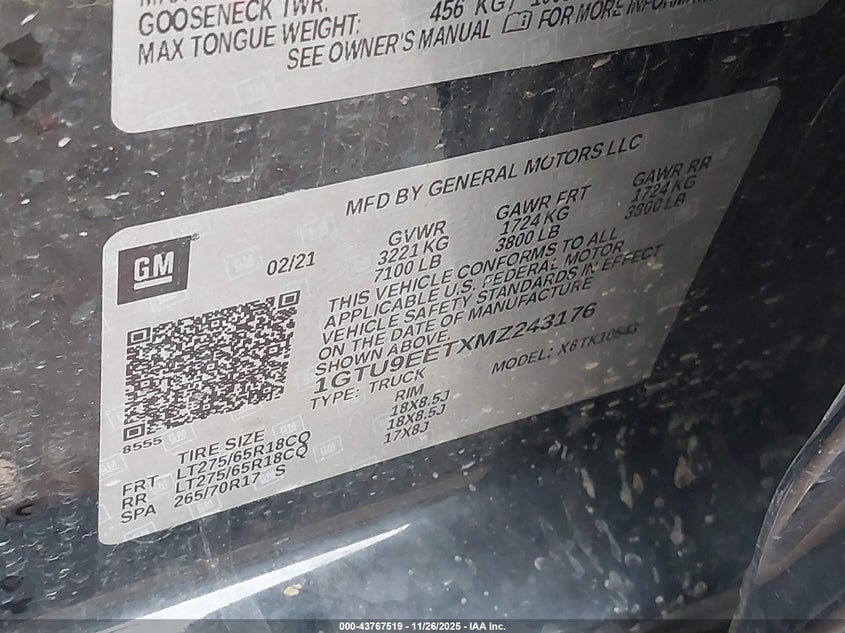 GOOSENECK TWR:
MAX TONGUE WEIGHT: 456 KG/
SEE OWNER'S MANUAL FOR MORE INFORMATION
MFD BY GENERAL MOTORS LLC
GM
02/21
GVWR GAWR FRT GAWR RR
3221 KG 1724 KG 1724 KG
7100 LB 3800 LB 3800 LB
THIS VEHICLE CONFORMS TO ALL
APPLICABLE U.S. FEDERAL MOTOR
VEHICLE SAFETY STANDARDS IN EFFECT
ON THE DATE OF MANUFACTURE
SHOWN ABOVE.
1GTU9EETXMZ243176
TYPE: TRUCK MODEL: X6TK10543
8555
TIRE SIZE RIM
FRT LT275/65R18CQ 18X8.5J
RR LT275/65R18CQ 18X8.5J
SPA 265/70R17 S 17X8J
000-43767519 - 11/26/2025 - IAA Inc.